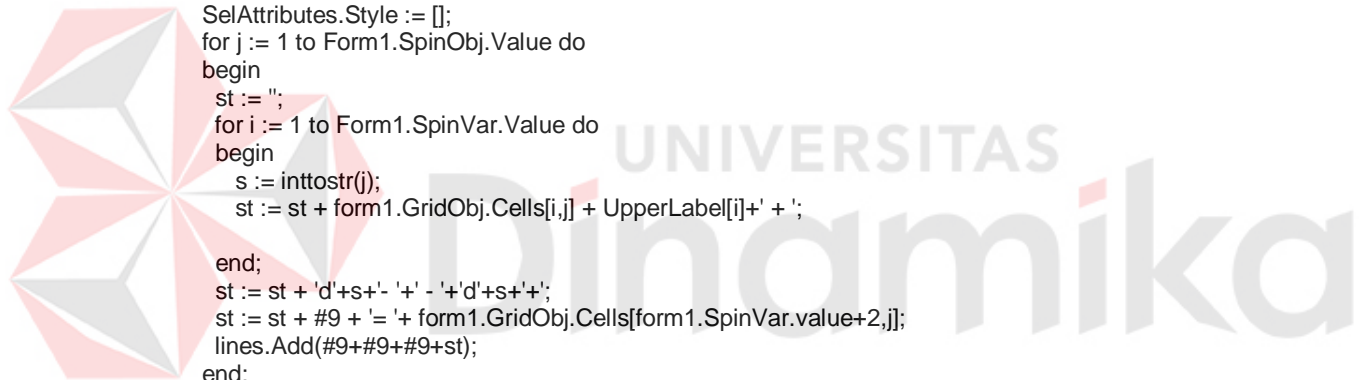 SelAttributes.Style := [];
for j := 1 to Form1.SpinObj.Value do
begin
st := '';
for i := 1 to Form1.SpinVar.Value do
begin
s := inttostr(j);
st := st + form1.GridObj.Cells[i,j] + UpperLabel[i]+' + ';
end;
st := st + 'd'+s+'- '+' - '+'d'+s+'+';
st := st + #9 + '= '+ form1.GridObj.Cells[form1.SpinVar.value+2,j];
lines.Add(#9+#9+#9+st);
end;
UNIVERSITAS
Dinamika